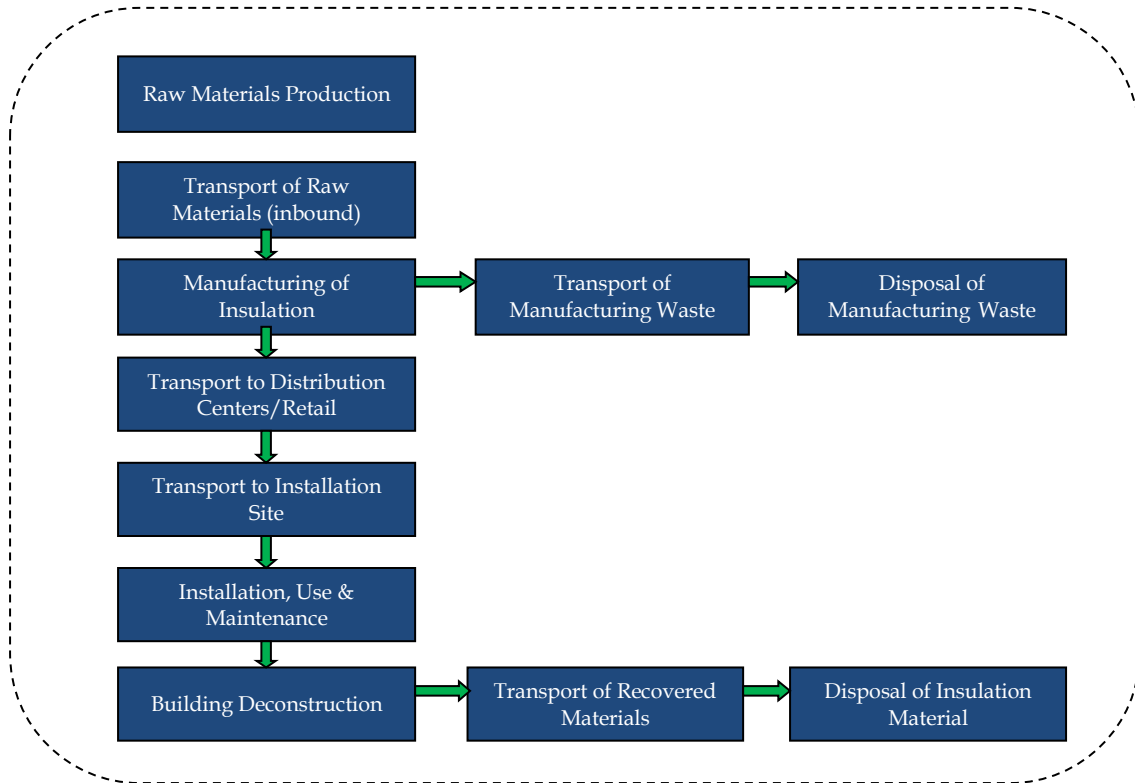 Raw Materials Production
Transport of Raw
Materials (inbound)
Manufacturing of
Insulation
Transport of
Manufacturing Waste
Disposal of
Manufacturing Waste
Transport to Distribution
Centers/Retail
Transport to Installation
Site
Installation, Use &
Maintenance
Building Deconstruction
Transport of Recovered
Materials
Disposal of Insulation
Material